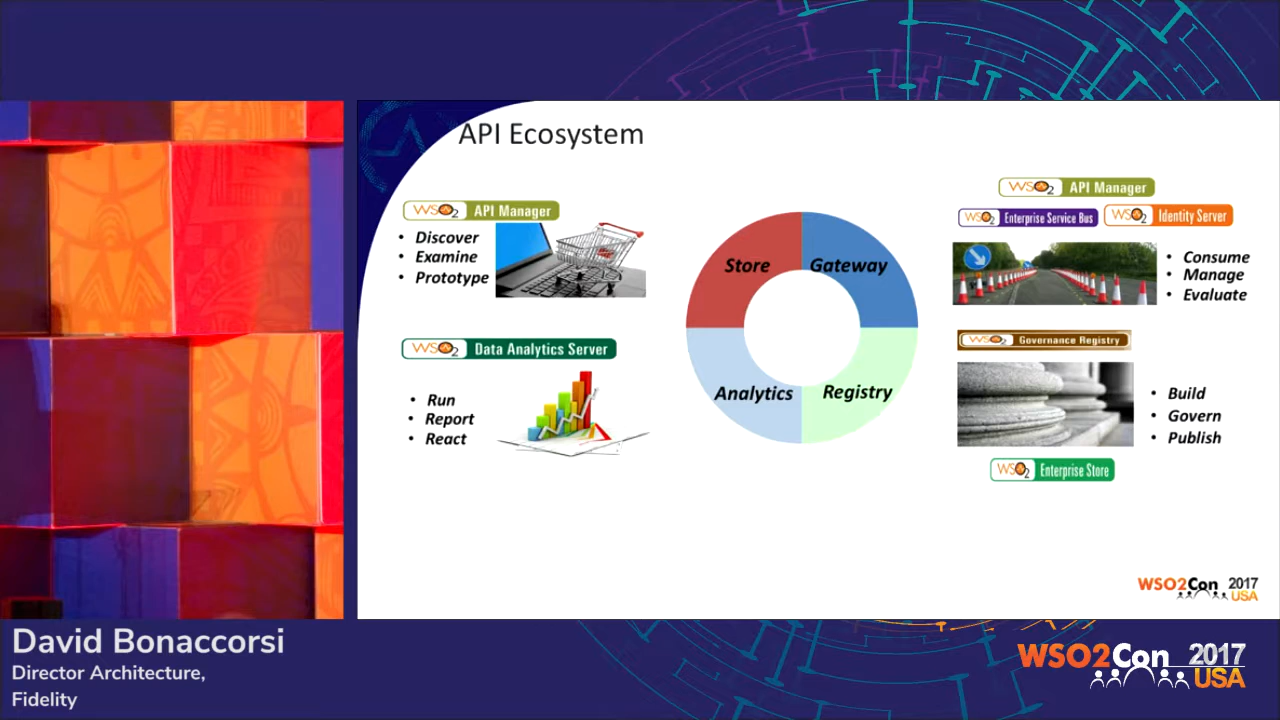 API Ecosystem
WSO2 API Manager
• Discover
• Examine
• Prototype
WSO2 Data Analytics Server
• Run
• Report
• React
Store
Gateway
Analytics
Registry
WSO2 API Manager
WSO2 Enterprise Service Bus
WSO2 Identity Server
• Consume
• Manage
• Evaluate
WSO2 Governance Registry
• Build
• Govern
• Publish
WSO2 Enterprise Store
WSO2Con 2017
USA
David Bonaccorsi
Director Architecture,
Fidelity
WSO2Con 2017
USA